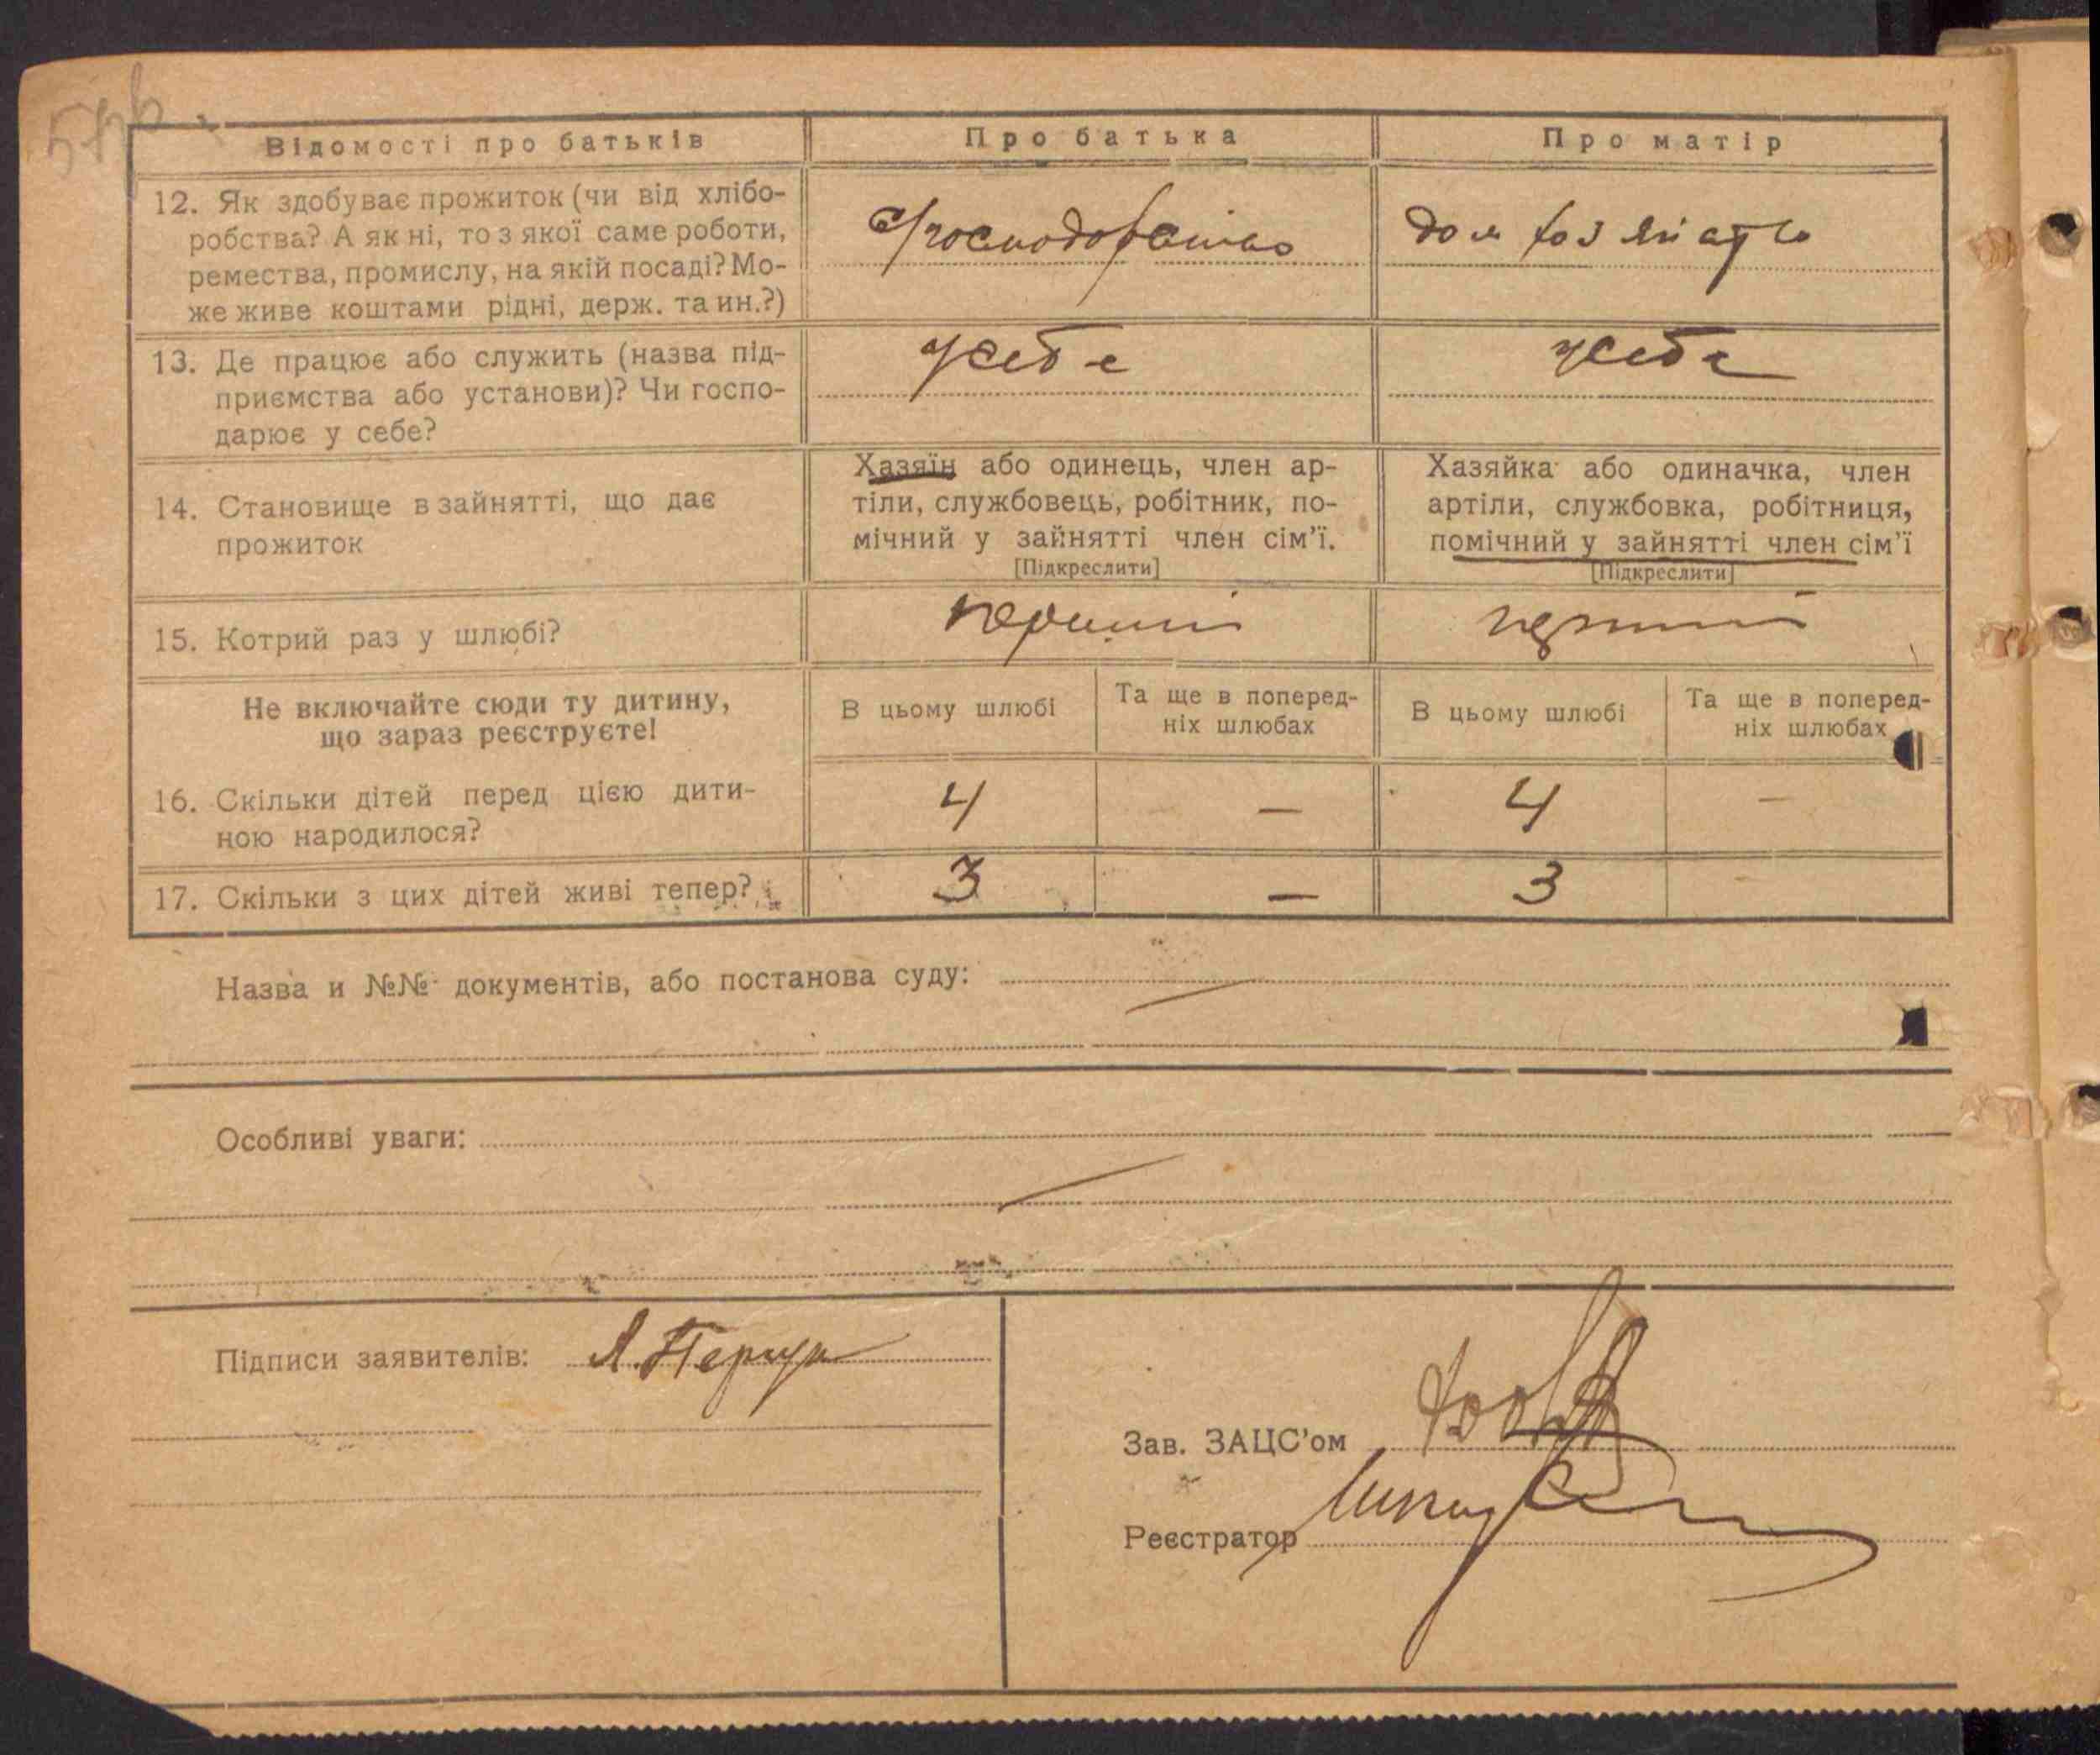 Відомості про батьків
Про батька
Про матір
12. Як здобуває прожиток (чи від хлібо-
робства? А як ні, то з якої саме роботи,
ремества, промислу, на якій посаді? Мо-
же живе коштами рідні, держ. та ин.?)
господарство
дом
13. Де працює або служить (назва під-
приємства або установи)? Чи госпо-
дарює у себе?
у себе
у себе
14. Становище в зайнятті, що дає
прожиток
Хазяїн або одинець, член ар-
тіли, службовець, робітник, по-
мічний у зайнятті член сім’ї.
[Підкреслити]
Хазяйка або одиначка, член
артіли, службовка, робітниця,
помічний у зайнятті член сім’ї
[Підкреслити]
15. Котрий раз у шлюбі?
перший
перший
Не включайте сюди ту дитину,
що зараз реєструєте!
В цьому шлюбі
Та ще в поперед-
ніх шлюбах
В цьому шлюбі
Та ще в поперед-
ніх шлюбах
16. Скільки дітей перед цією дити-
ною народилося?
4
—
4
—
17. Скільки з цих дітей живі тепер?
3
—
3
Назва и №№ документів, або постанова суду:
Особливі уваги:
Підписи заявителів:
Зав. ЗАЦС’ом
Реєстратор